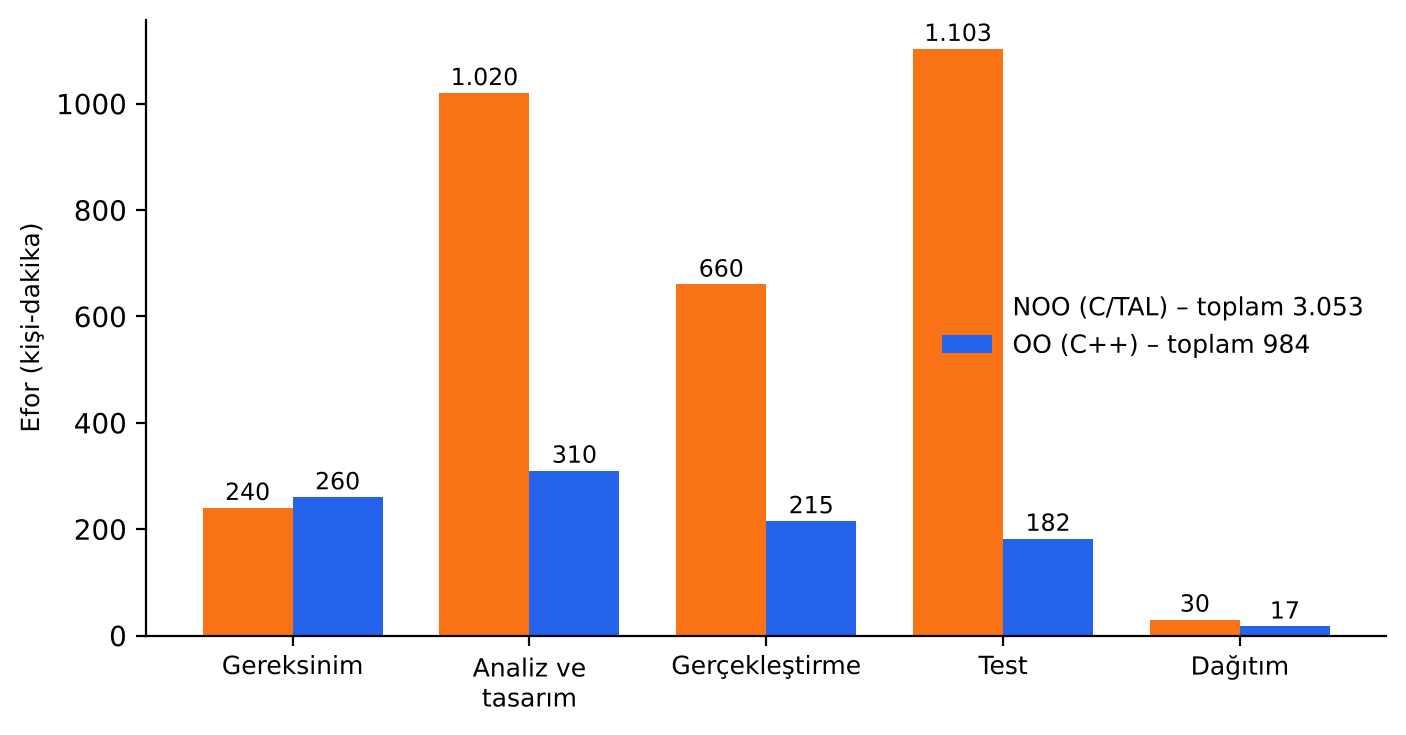 1.103
1.020
1000
800
660
600
NOO (C/TAL) – toplam 3.053
OO (C++) – toplam 984
Efor (kişi-dakika)
400
310
240
260
215
200
182
30
17
0
Gereksinim
Analiz ve
tasarım
Gerçekleştirme
Test
Dağıtım